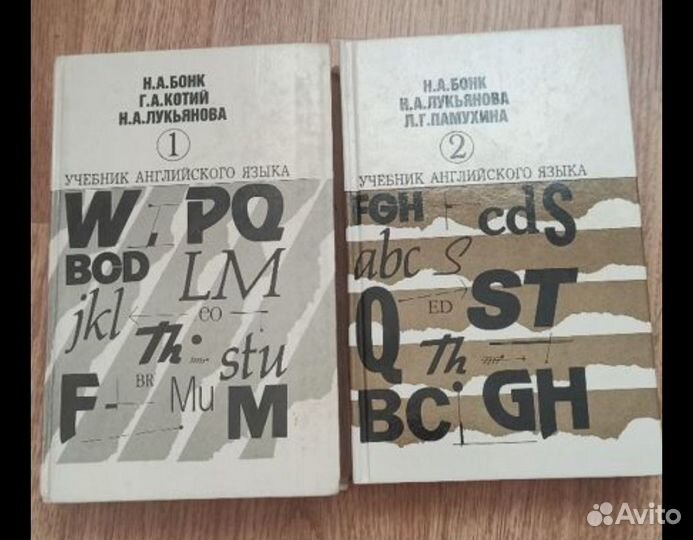 Н.А.БОНК
Г.А.КОТИЙ
Н.А.ЛУКЬЯНОВА
1
УЧЕБНИК АНГЛИЙСКОГО ЯЗЫКА
W I PQ
BCD
LM
jkl
eo
Th
stu
BR
F
Mu
M
Н.А.БОНК
Н.А.ЛУКЬЯНОВА
Л.Г.ПАМУХИНА
2
УЧЕБНИК АНГЛИЙСКОГО ЯЗЫКА
FGH
cdS
abc S
ED
ST
Q Th
BC
GH
Avito